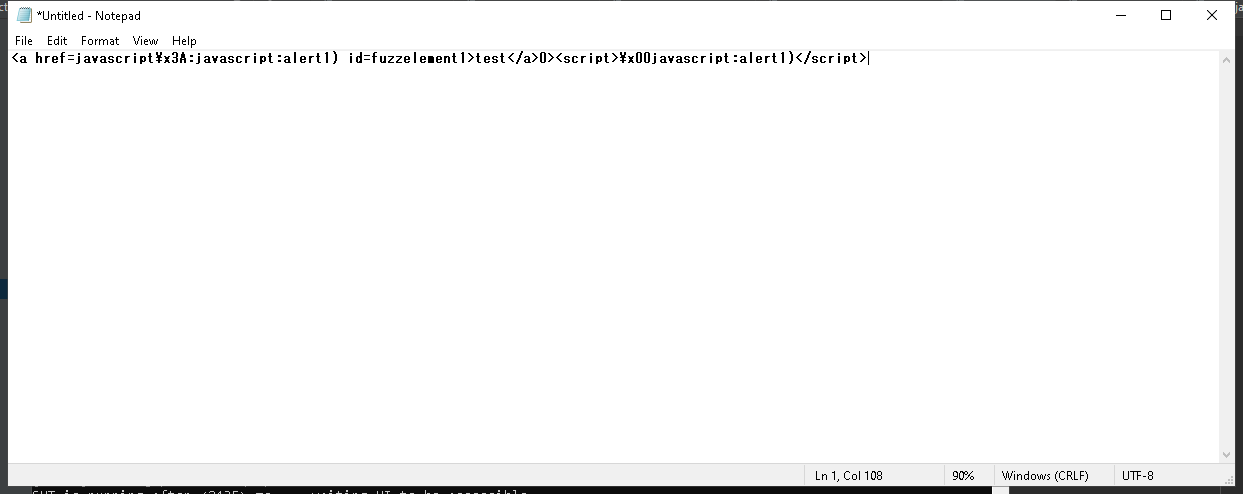 *Untitled - Notepad
File Edit Format View Help
<a href=javascript¥x3A:javascript:alert1) id=fuzzelement1>test</a>0><script>¥x00javascript:alert1)</script>
Ln 1, Col 108 90% Windows (CRLF) UTF-8